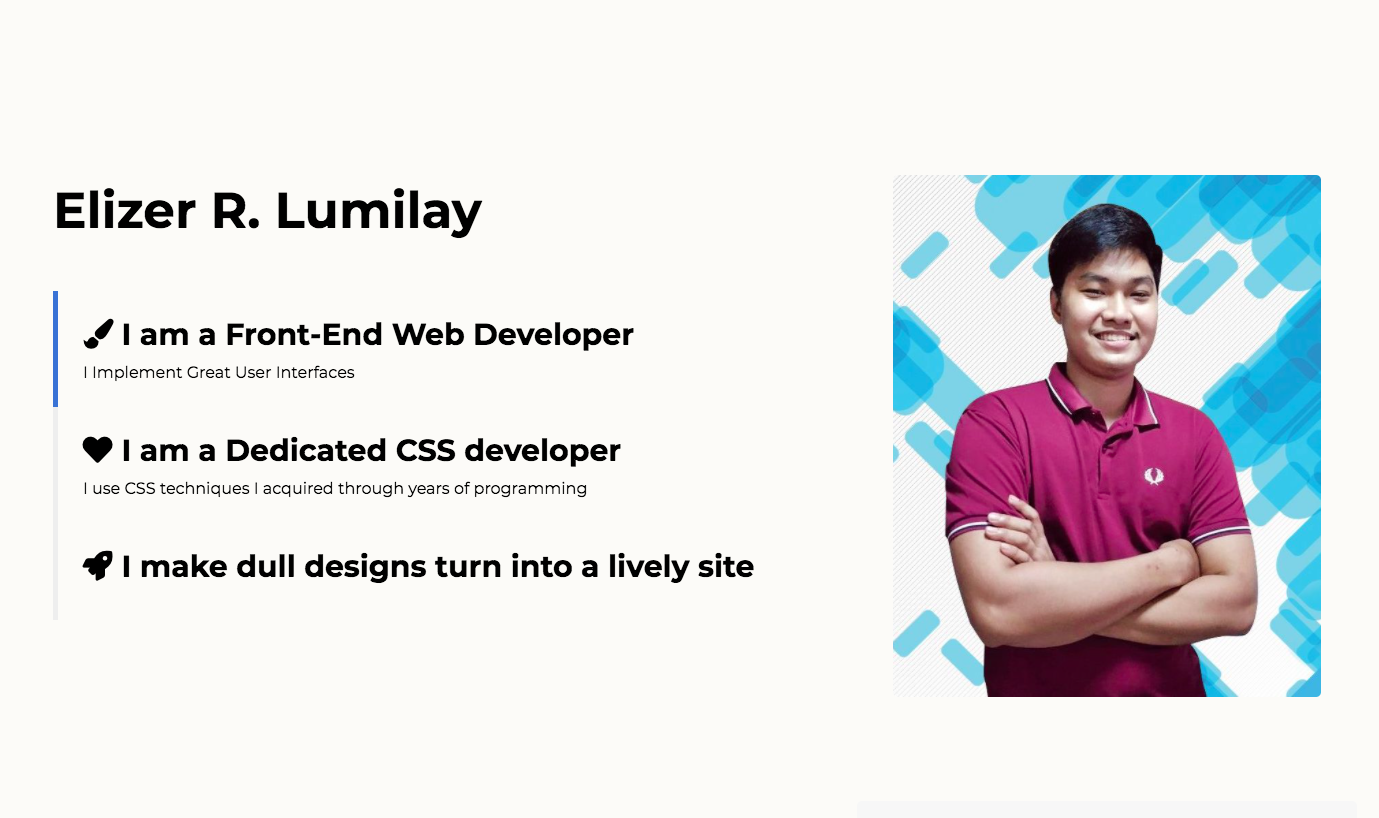 Elizer R. Lumilay
I am a Front-End Web Developer
I Implement Great User Interfaces
I am a Dedicated CSS developer
I use CSS techniques I acquired through years of programming
I make dull designs turn into a lively site